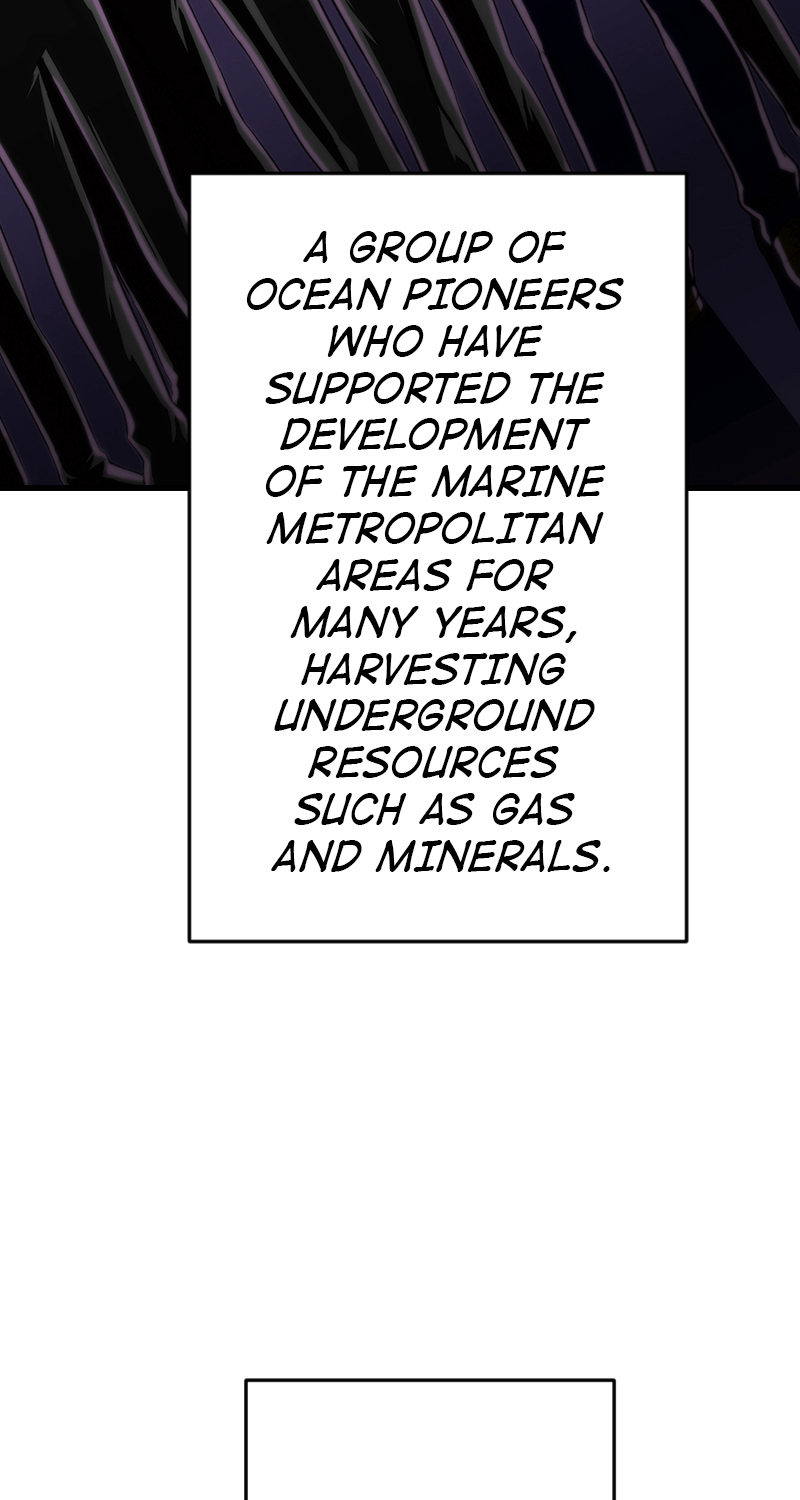 A GROUP OF
OCEAN PIONEERS
WHO HAVE
SUPPORTED THE
DEVELOPMENT
OF THE MARINE
METROPOLITAN
AREAS FOR
MANY YEARS,
HARVESTING
UNDERGROUND
RESOURCES
SUCH AS GAS
AND MINERALS.